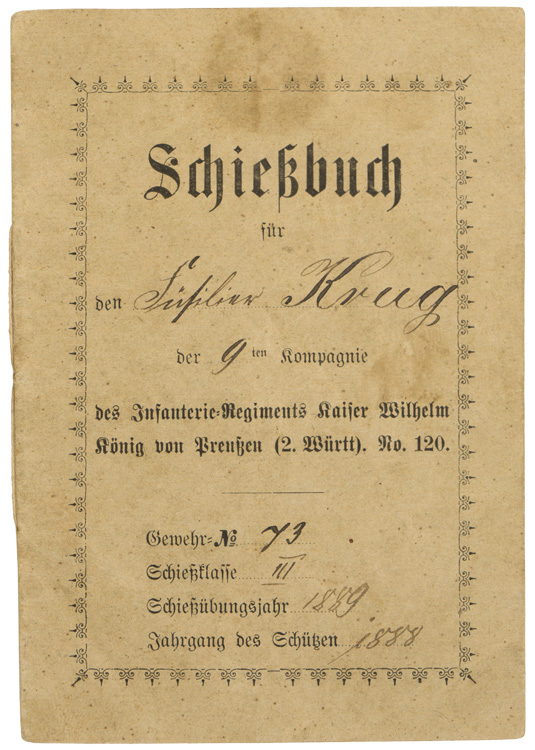 Schießbuch
für
den Füsilier Krug
der 9ten Kompagnie
des Infanterie-Regiments Kaiser Wilhelm
König von Preußen (2. Württ). No. 120.
Gewehr-No 73
Schießklasse III
Schießübungsjahr 1889
Jahrgang des Schützen 1888